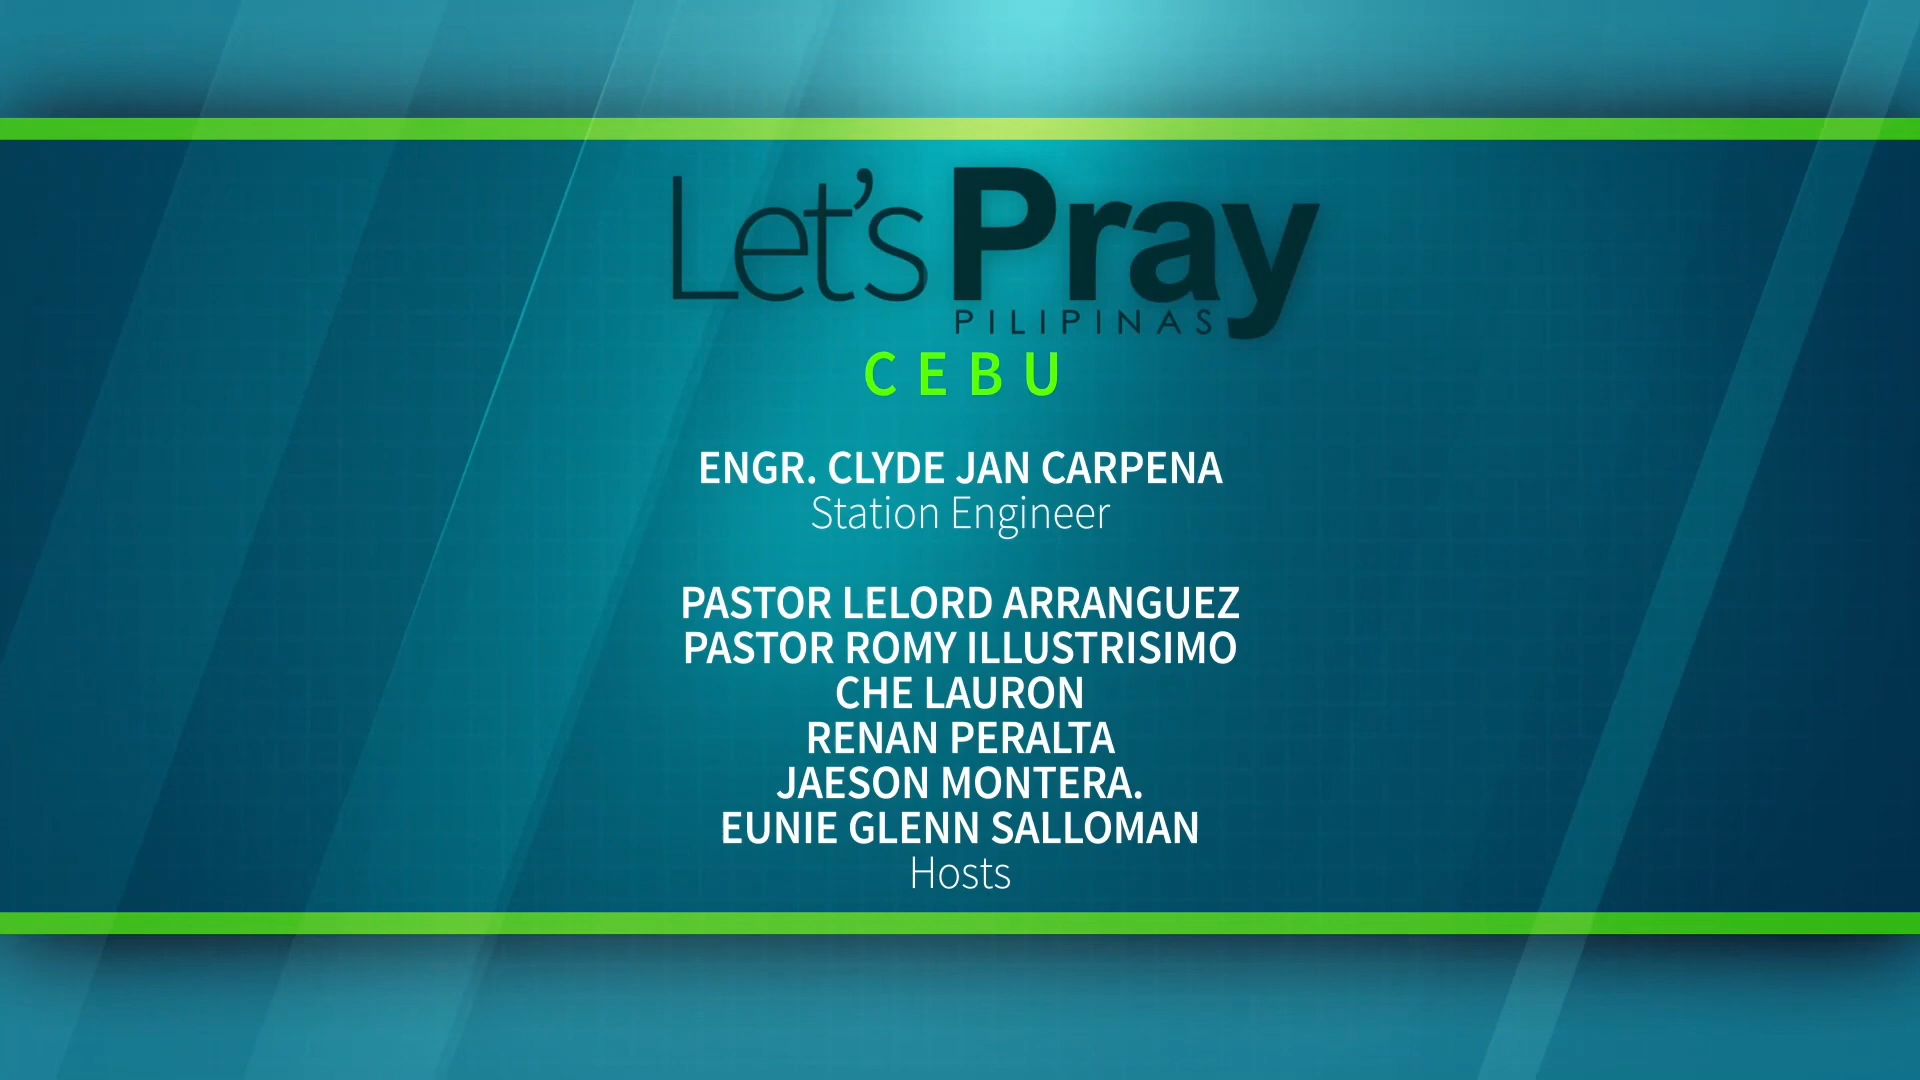 Let's Pray
PILIPINAS
CEBU
ENGR. CLYDE JAN CARPENA
Station Engineer
PASTOR LELORD ARRANGUEZ
PASTOR ROMY ILLUSTRISIMO
CHE LAURON
RENAN PERALTA
JAESON MONTERA.
EUNIE GLENN SALLOMAN
Hosts